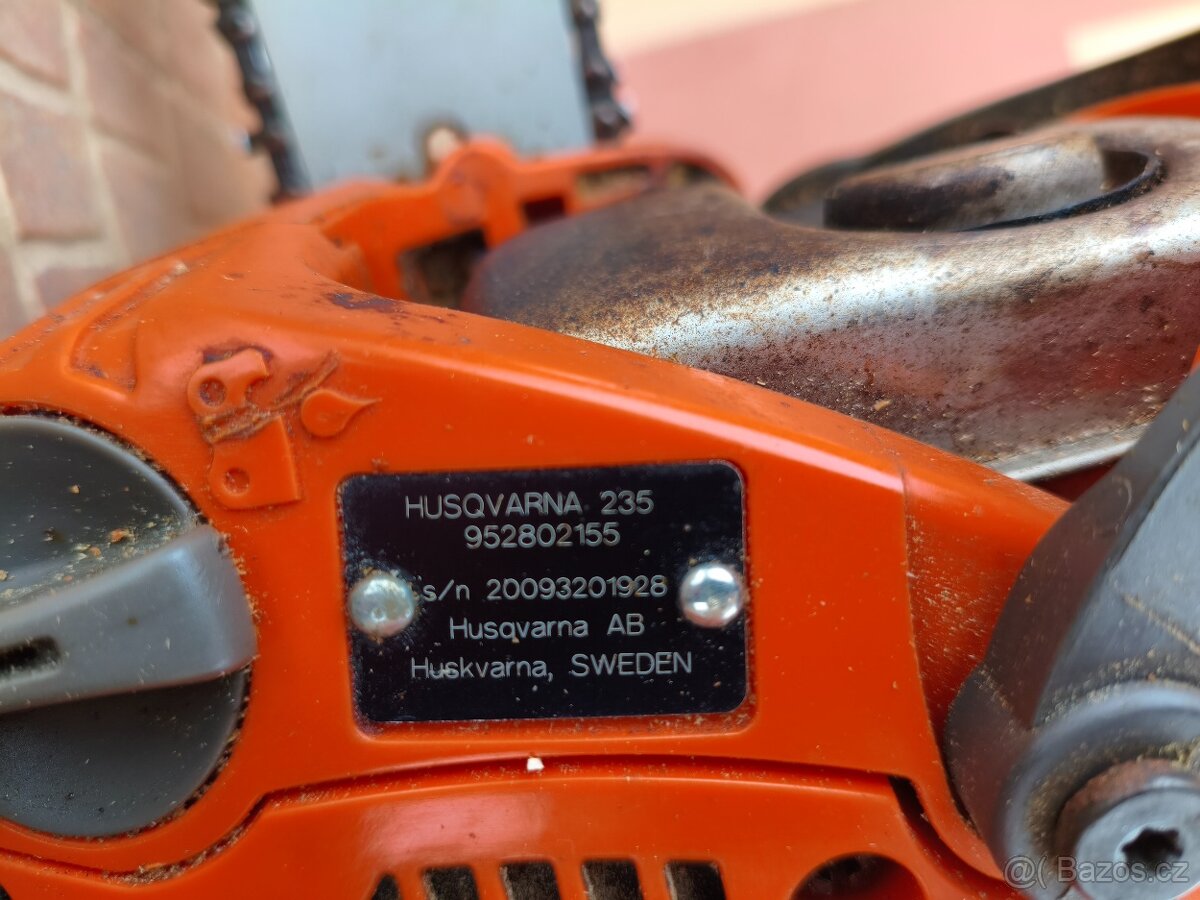 HUSQVARNA 235
952802155
s/n 20093201928
Husqvarna AB
Huskvarna, SWEDEN
@( Bazos.cz